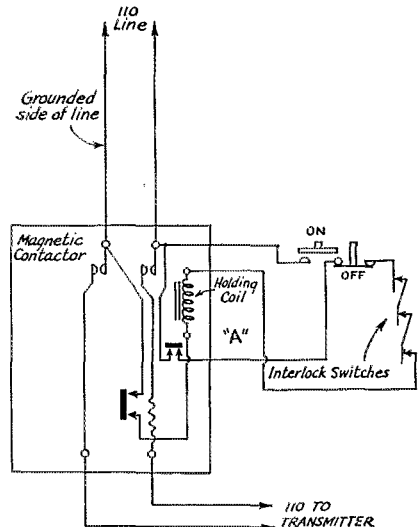 110
Line
Grounded
side of line
Magnetic
Contactor
ON
OFF
Holding
Coil
"A"
Interlock Switches
110 TO
TRANSMITTER